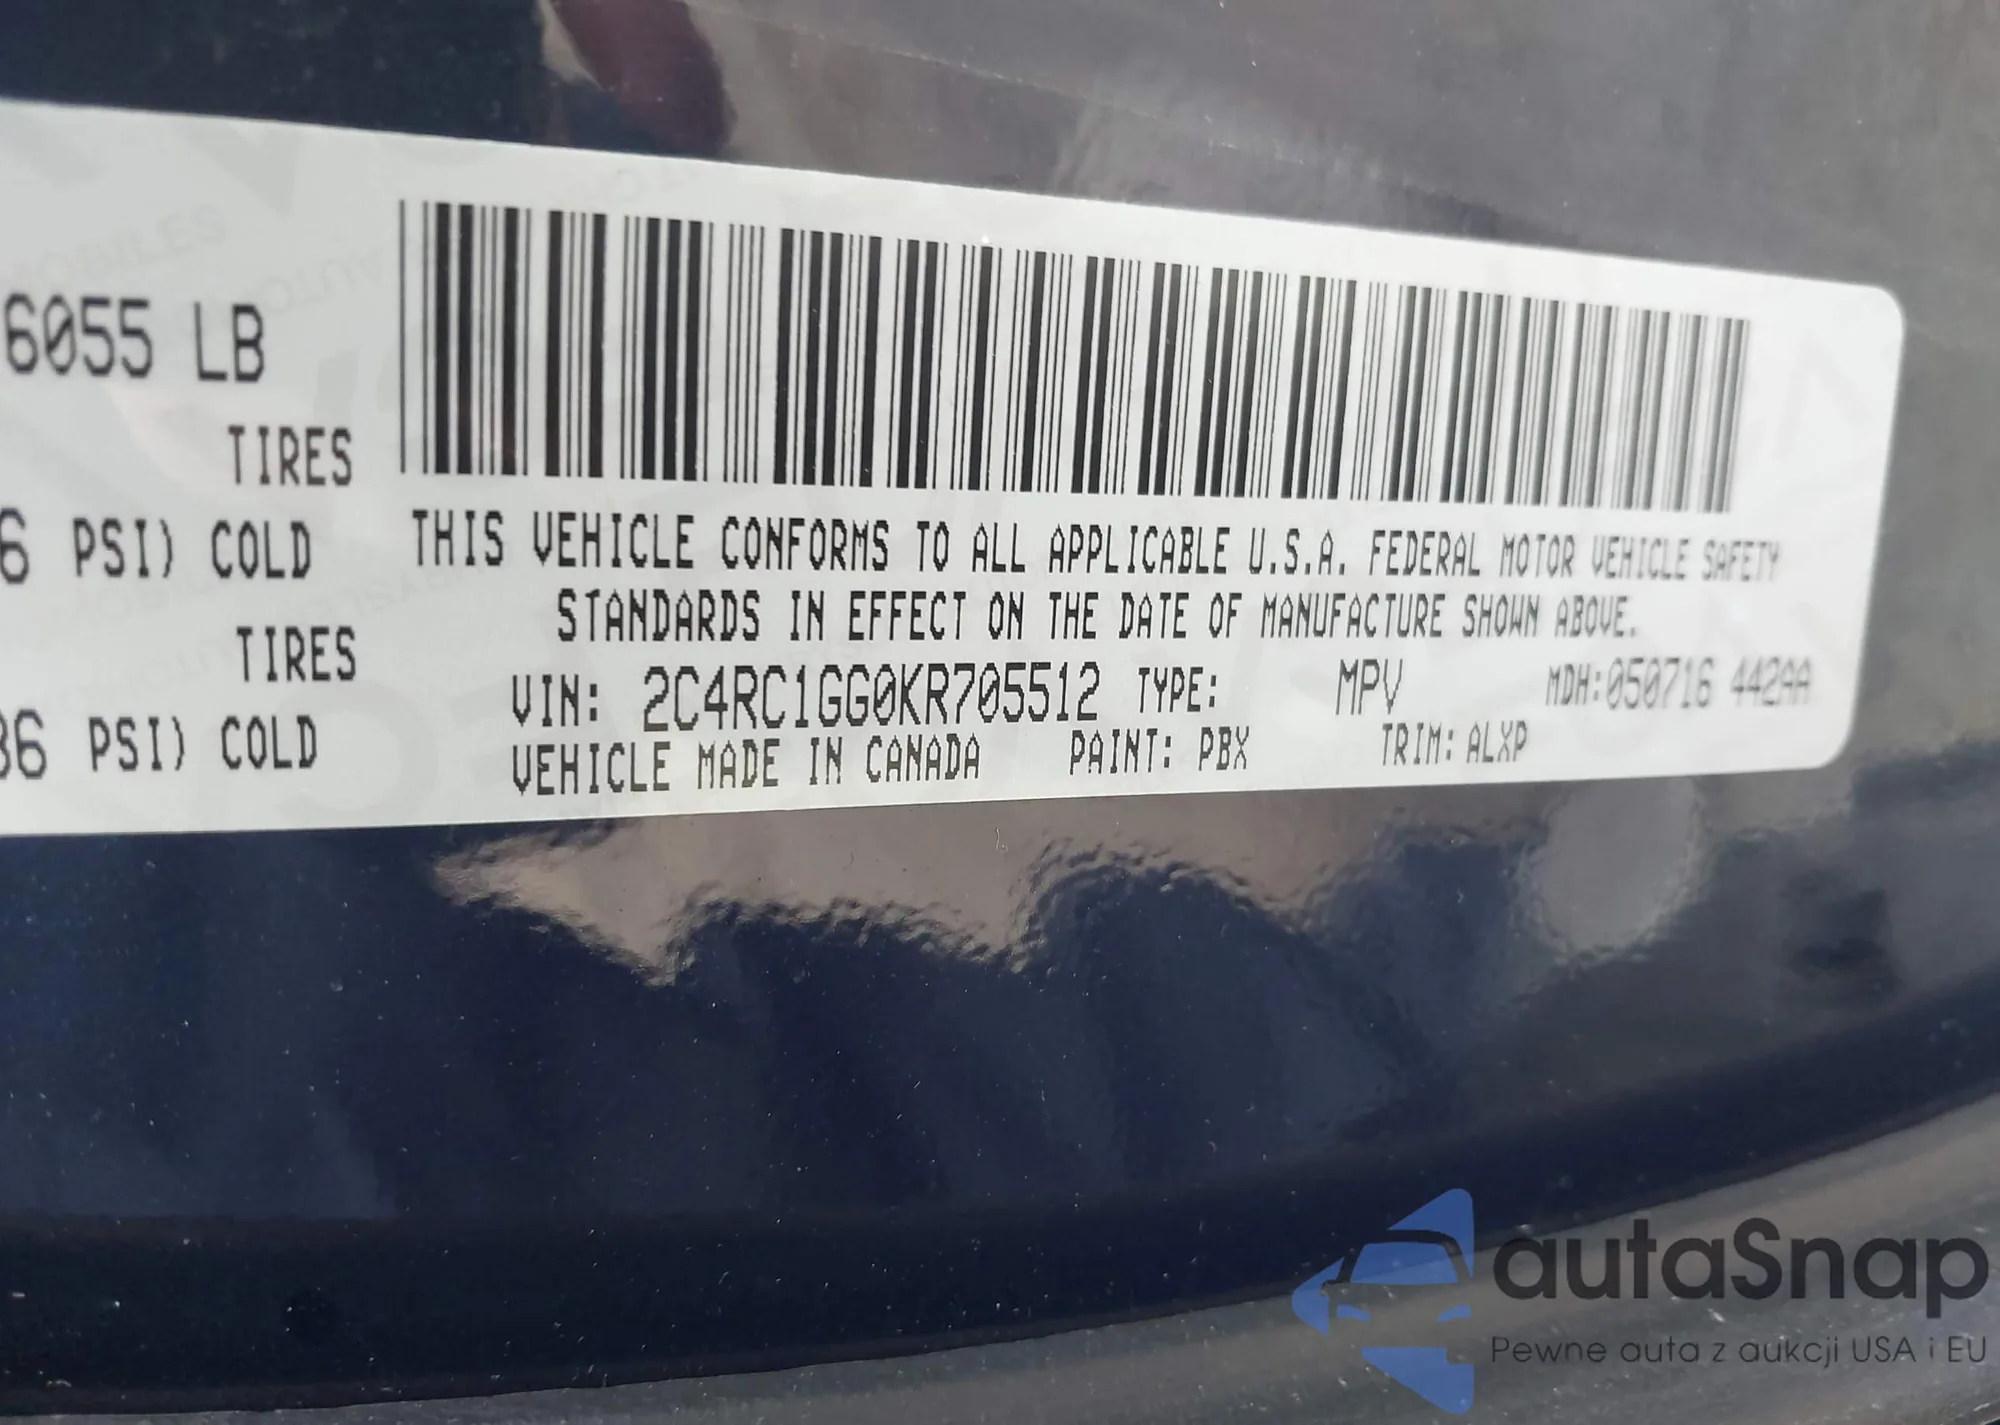 6055 LB
TIRES
6 PSI) COLD
TIRES
36 PSI) COLD
THIS VEHICLE CONFORMS TO ALL APPLICABLE U.S.A. FEDERAL MOTOR VEHICLE SAFETY
STANDARDS IN EFFECT ON THE DATE OF MANUFACTURE SHOWN ABOVE.
VIN: 2C4RC1GG0KR705512 TYPE: MPV MDH:050716 442AA
VEHICLE MADE IN CANADA PAINT: PBX TRIM: ALXP
autaSnap
Pewne auta z aukcji USA i EU